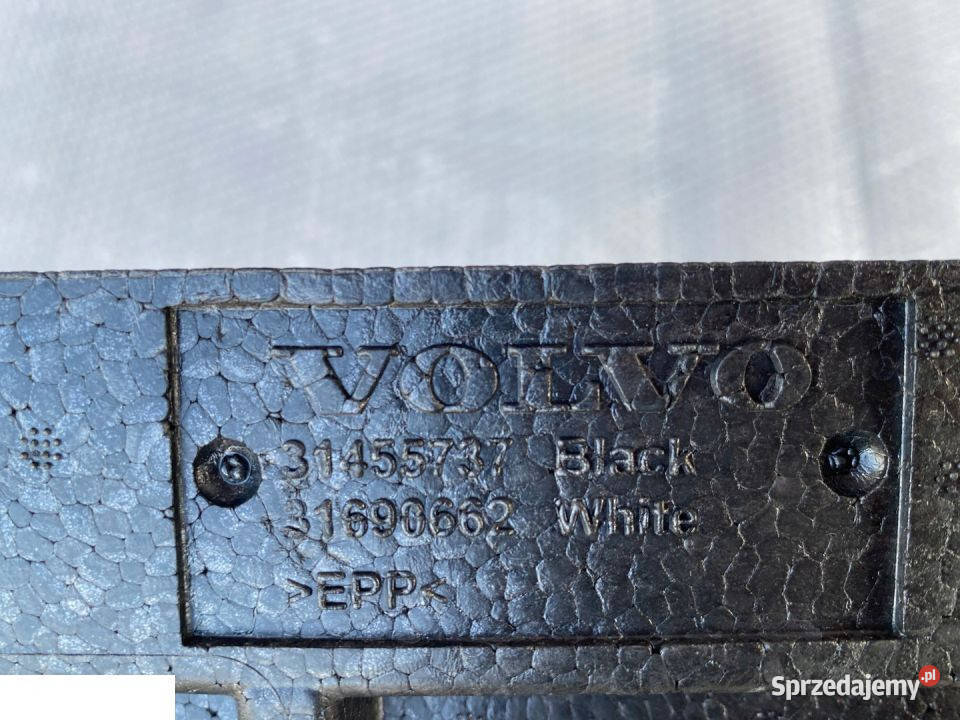 VOLVO
31455737 Black
31690662 White
>EPP<
Sprzedajemy.pl